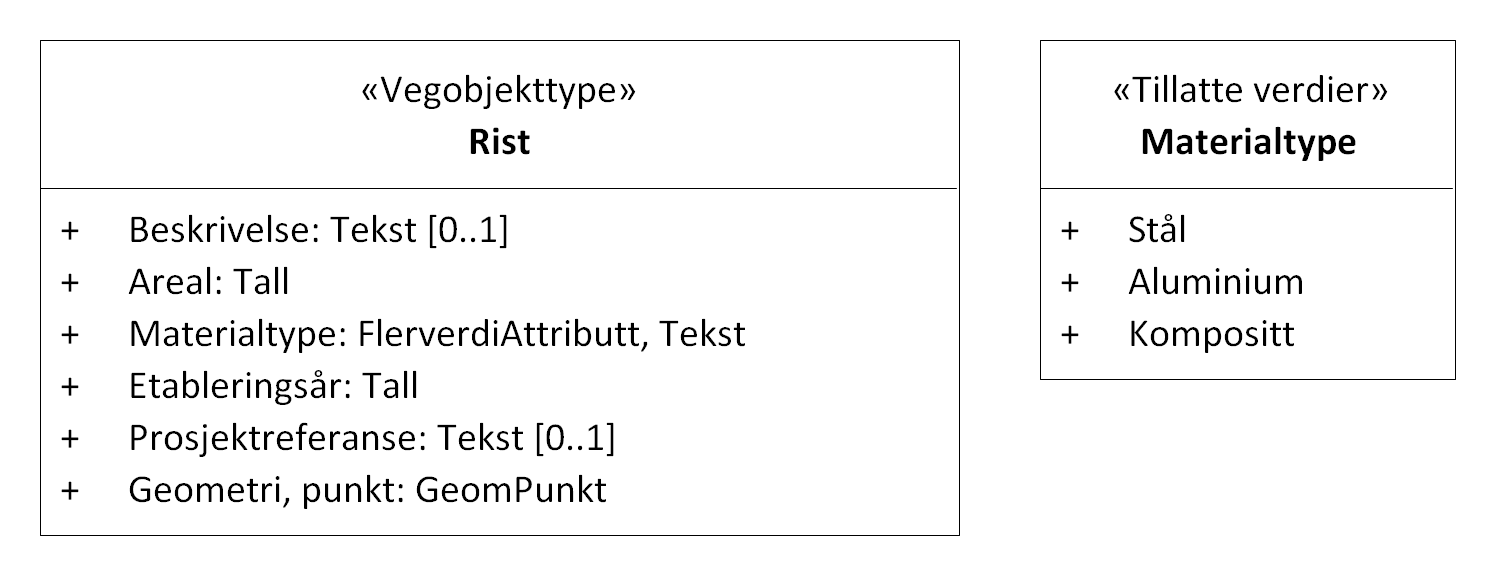 «Vegobjekttype»
Rist
+ Beskrivelse: Tekst [0..1]
+ Areal: Tall
+ Materialtype: FlerverdiAttributt, Tekst
+ Etableringsår: Tall
+ Prosjektreferanse: Tekst [0..1]
+ Geometri, punkt: GeomPunkt
«Tillatte verdier»
Materialtype
+ Stål
+ Aluminium
+ Kompositt